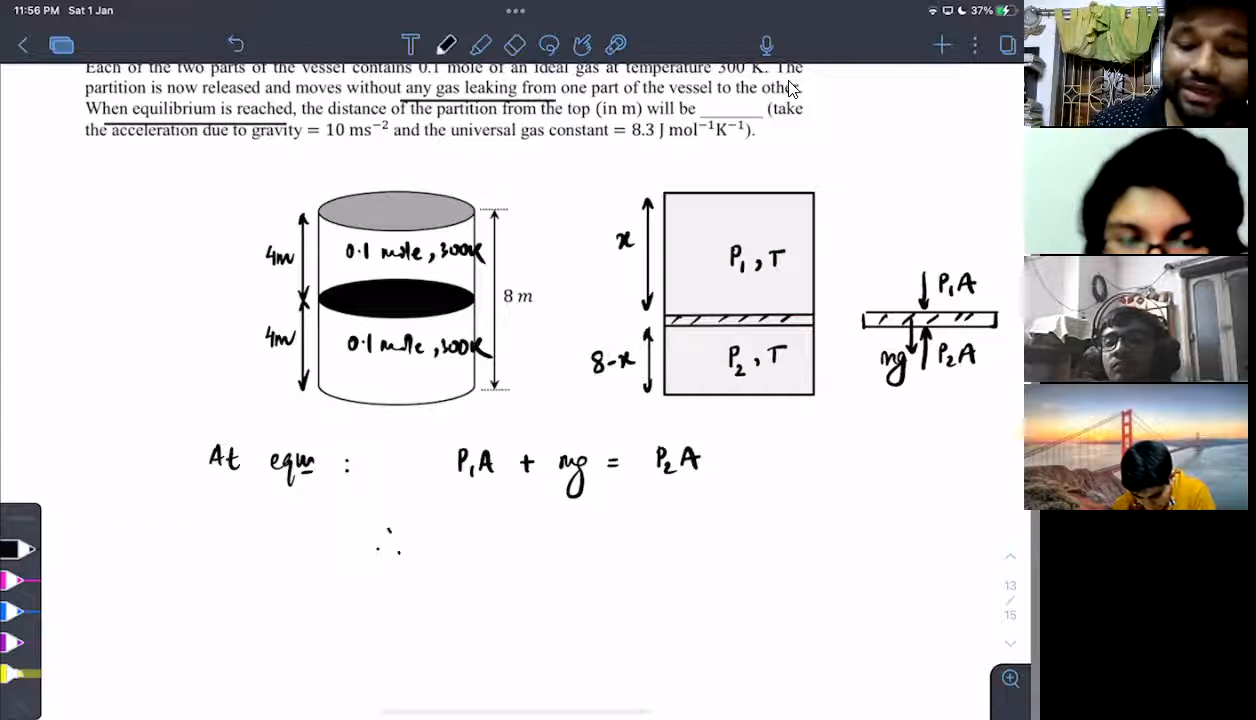 11:56 PM Sat 1 Jan
37%
Each of the two parts of the vessel contains 0.1 mole of an ideal gas at temperature 300 K. The
partition is now released and moves without any gas leaking from one part of the vessel to the other.
When equilibrium is reached, the distance of the partition from the top (in m) will be ______ (take
the acceleration due to gravity = 10 ms⁻² and the universal gas constant = 8.3 J mol⁻¹K⁻¹).
4m
0.1 mole, 300K
8 m
4m
0.1 mole, 300K
x
P₁, T
8-x
P₂, T
P₁A
mg
P₂A
At eqm : P₁A + mg = P₂A
∴
13
/
15